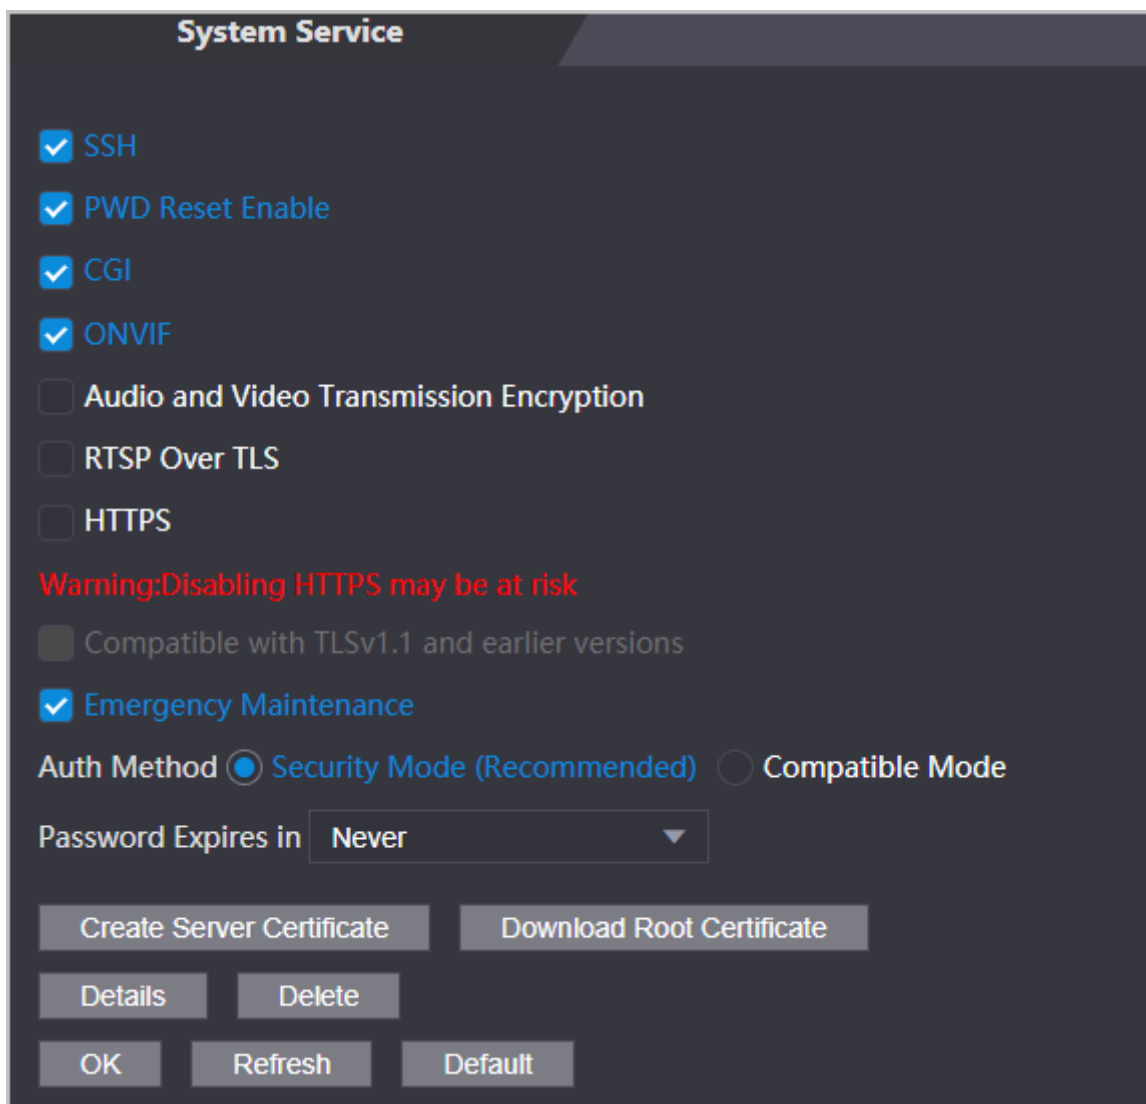 System Service
SSH
PWD Reset Enable
CGI
ONVIF
Audio and Video Transmission Encryption
RTSP Over TLS
HTTPS
Warning:Disabling HTTPS may be at risk
Compatible with TLSv1.1 and earlier versions
Emergency Maintenance
Auth Method Security Mode (Recommended) Compatible Mode
Password Expires in Never
Create Server Certificate Download Root Certificate
Details Delete
OK Refresh Default